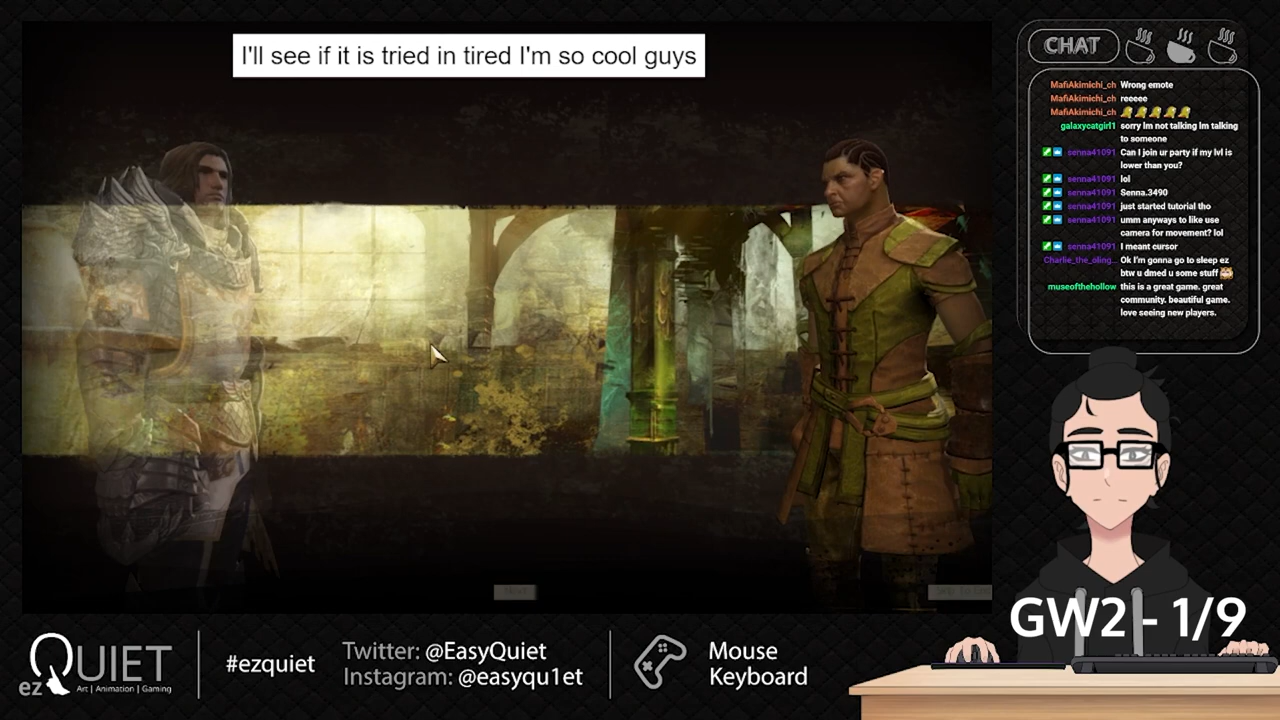 I'll see if it is tried in tired I'm so cool guys
CHAT
MafiAkimichi_ch Wrong emote
MafiAkimichi_ch reeeee
MafiAkimichi_ch
galaxycatgirl1 sorry Im not talking Im talking
to someone
senna41091 Can I join ur party if my lvl is
lower than you?
senna41091 lol
senna41091 Senna.3490
senna41091 just started tutorial tho
senna41091 umm anyways to like use
camera for movement? lol
senna41091 I meant cursor
Charlie_the_oling... Ok I'm gonna go to sleep ez
btw u dmed u some stuff
museofthehollow this is a great game. great
community. beautiful game.
love seeing new players.
GW2 - 1/9
ezQUIET
Art | Animation | Gaming
#ezquiet
Twitter: @EasyQuiet
Instagram: @easyqu1et
Mouse
Keyboard